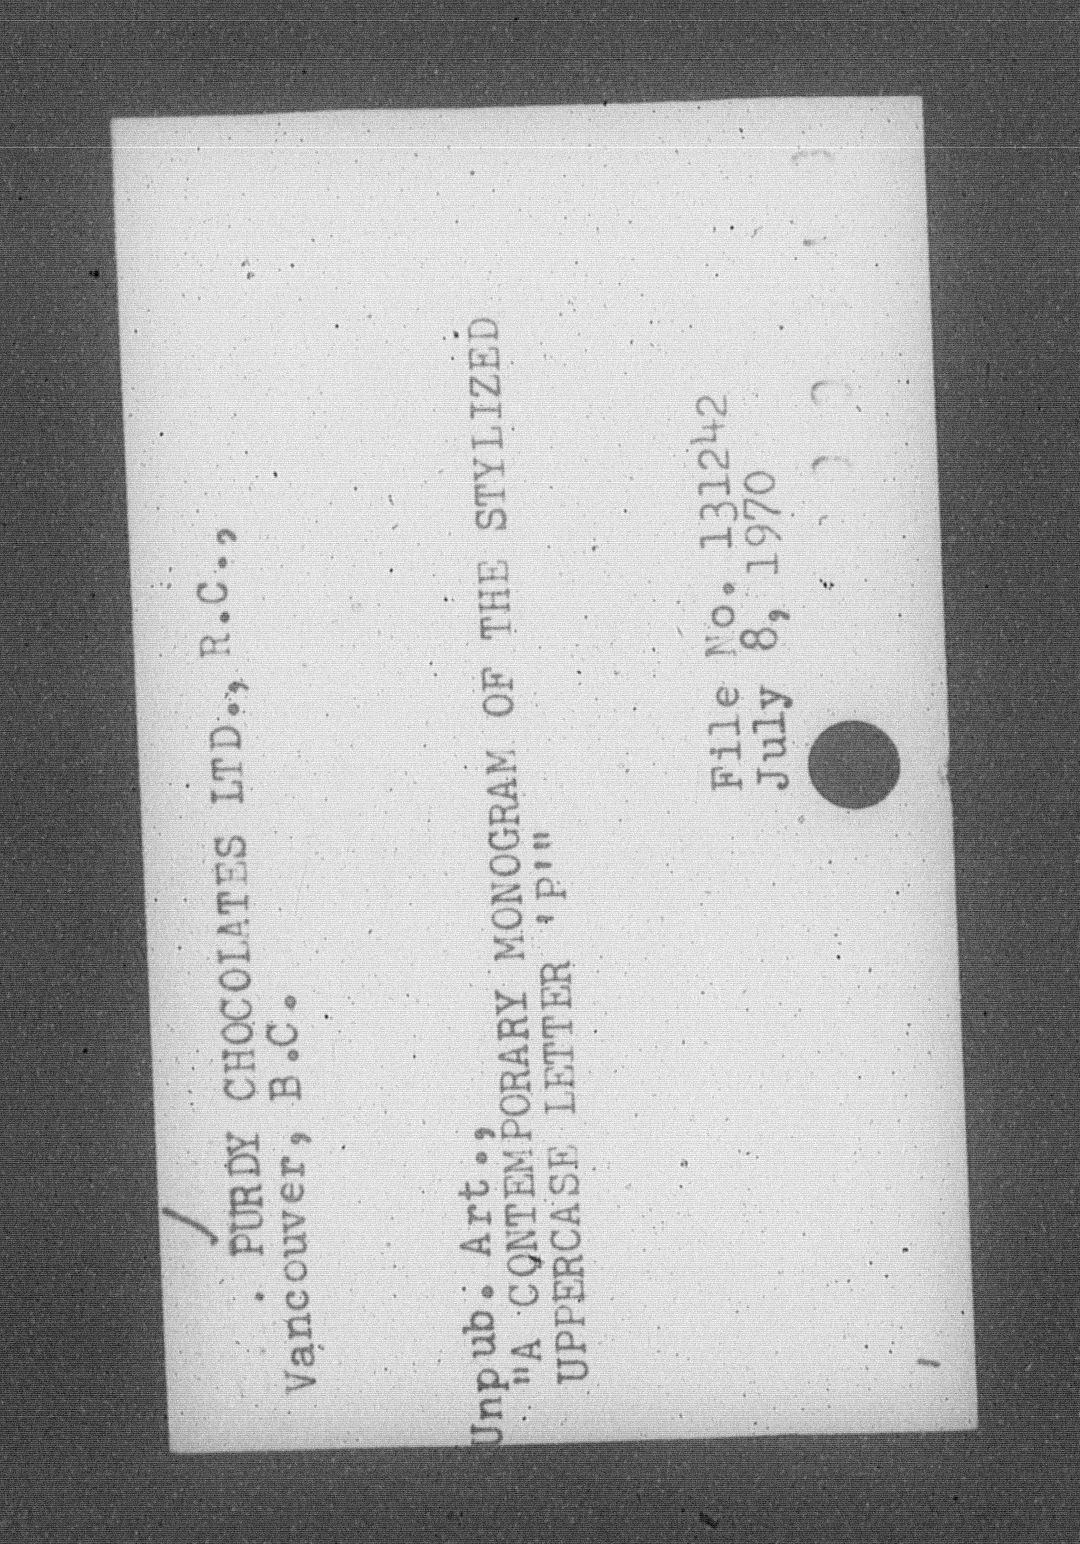 PURDY CHOCOLATES LTD., R.C.,
Vancouver, B.C.
Unpub. Art.,
"A CONTEMPORARY MONOGRAM OF THE STYLIZED
UPPERCASE LETTER 'P'"
File No. 131242
July 8, 1970